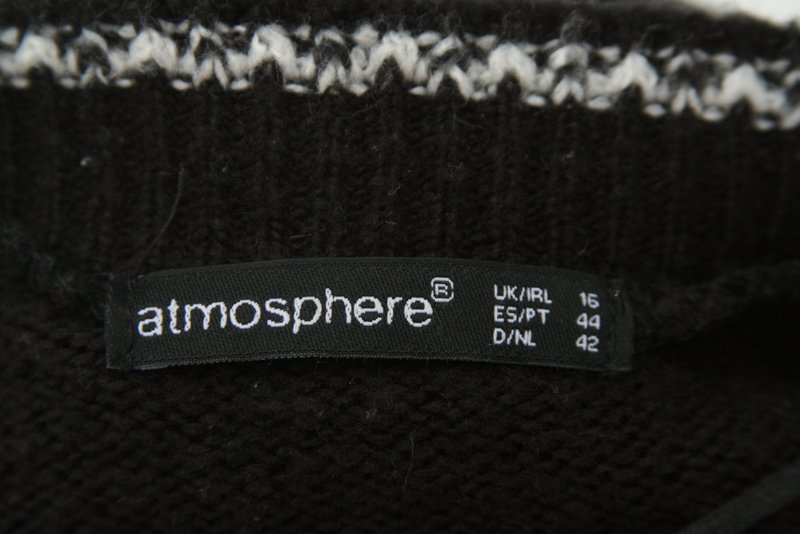 atmosphere®
UK/IRL 16
ES/PT 44
D/NL 42